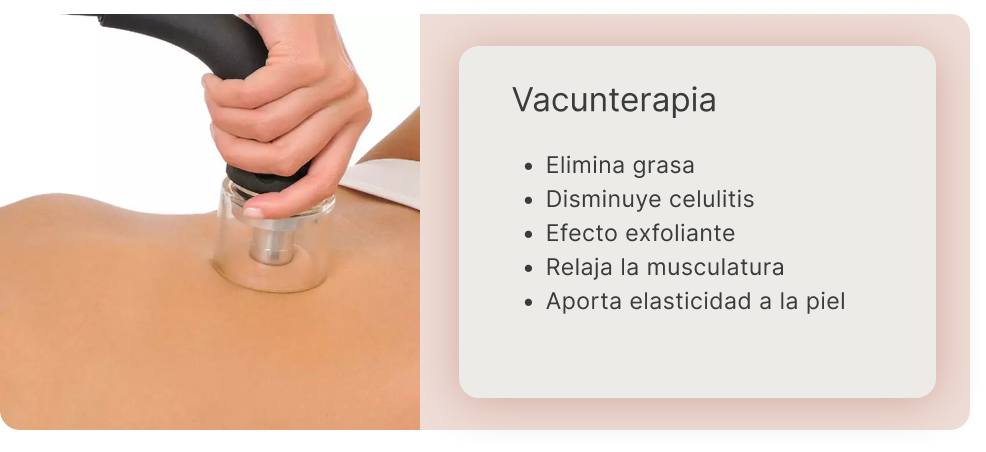 Vacunterapia
• Elimina grasa
• Disminuye celulitis
• Efecto exfoliante
• Relaja la musculatura
• Aporta elasticidad a la piel